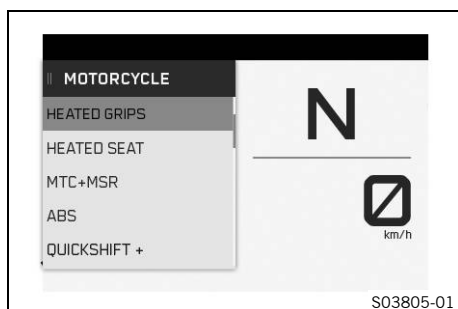 MOTORCYCLE
HEATED GRIPS
HEATED SEAT
MTC+MSR
ABS
QUICKSHIFT +
N
0
km/h
S03805-01